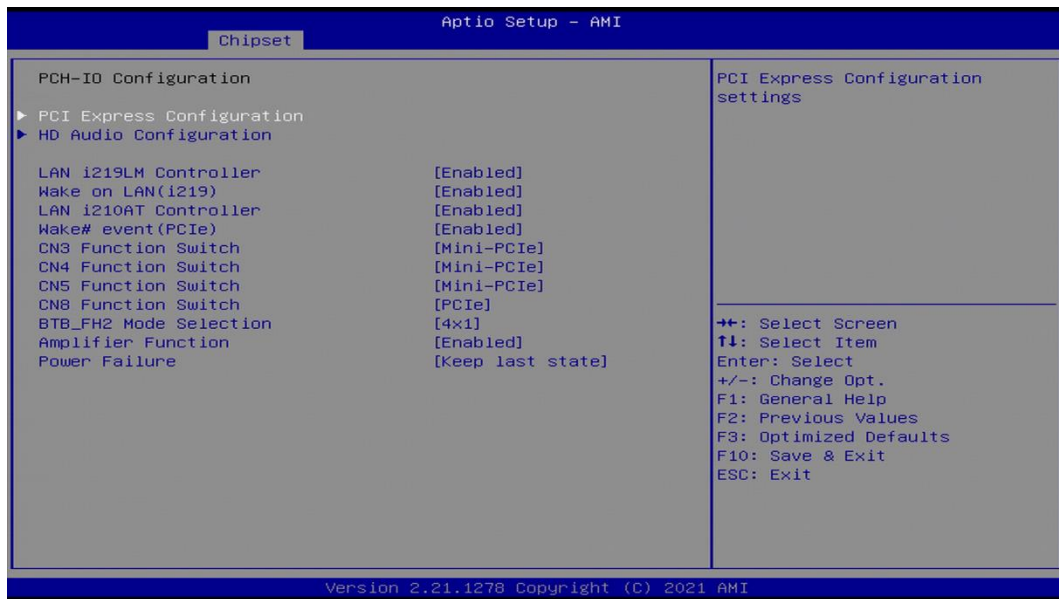 Aptio Setup – AMI
Chipset
PCH-IO Configuration
▶ PCI Express Configuration
▶ HD Audio Configuration
LAN i219LM Controller [Enabled]
Wake on LAN(i219) [Enabled]
LAN i210AT Controller [Enabled]
Wake# event(PCIe) [Enabled]
CN3 Function Switch [Mini-PCIe]
CN4 Function Switch [Mini-PCIe]
CN5 Function Switch [Mini-PCIe]
CN8 Function Switch [PCIe]
BTB_FH2 Mode Selection [4x1]
Amplifier Function [Enabled]
Power Failure [Keep last state]
PCI Express Configuration
settings
→←: Select Screen
↑↓: Select Item
Enter: Select
+/-: Change Opt.
F1: General Help
F2: Previous Values
F3: Optimized Defaults
F10: Save & Exit
ESC: Exit
Version 2.21.1278 Copyright (C) 2021 AMI